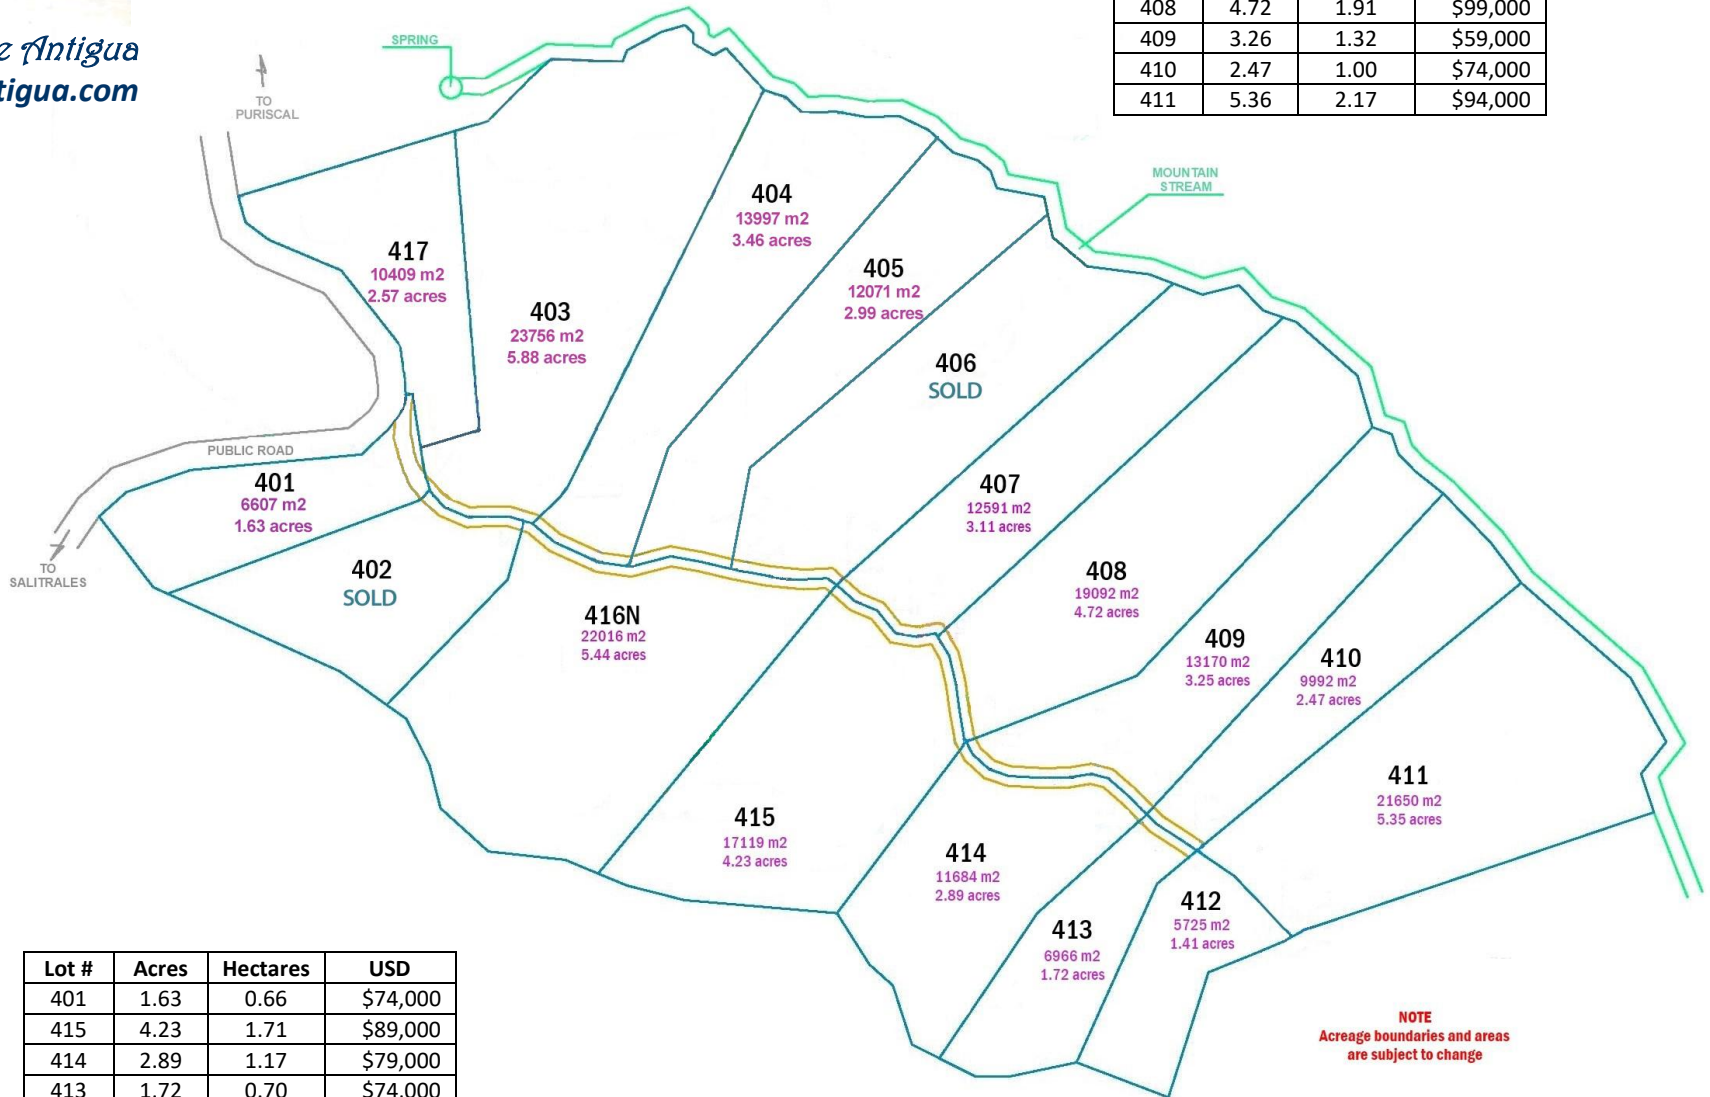 Antigua
tigua.com
408 4.72 1.91 $99,000
409 3.26 1.32 $59,000
410 2.47 1.00 $74,000
411 5.36 2.17 $94,000
SPRING
TO
PURISCAL
MOUNTAIN
STREAM
404
13997 m2
3.46 acres
417
10409 m2
2.57 acres
405
12071 m2
2.99 acres
403
23756 m2
5.88 acres
406
SOLD
PUBLIC ROAD
401
6607 m2
1.63 acres
407
12591 m2
3.11 acres
TO
SALITRALES
402
SOLD
408
19092 m2
4.72 acres
416N
22016 m2
5.44 acres
409
13170 m2
3.25 acres
410
9992 m2
2.47 acres
411
21650 m2
5.35 acres
415
17119 m2
4.23 acres
414
11684 m2
2.89 acres
412
5725 m2
1.41 acres
413
6966 m2
1.72 acres
Lot # Acres Hectares USD
401 1.63 0.66 $74,000
415 4.23 1.71 $89,000
414 2.89 1.17 $79,000
413 1.72 0.70 $74,000
NOTE
Acreage boundaries and areas
are subject to change